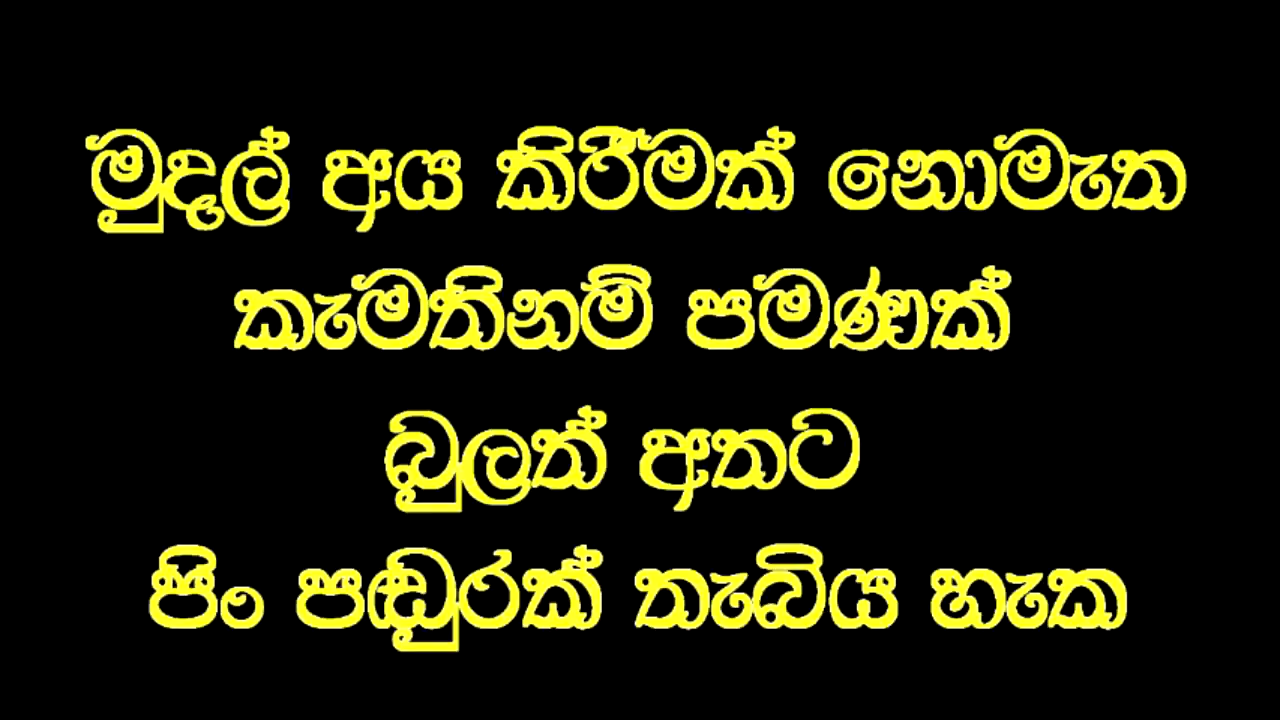 මුදල් අය කිරීමක් නොමැත
කැමතිනම් පමණක්
බුලත් අතට
පිං පඬුරක් තැබිය හැක